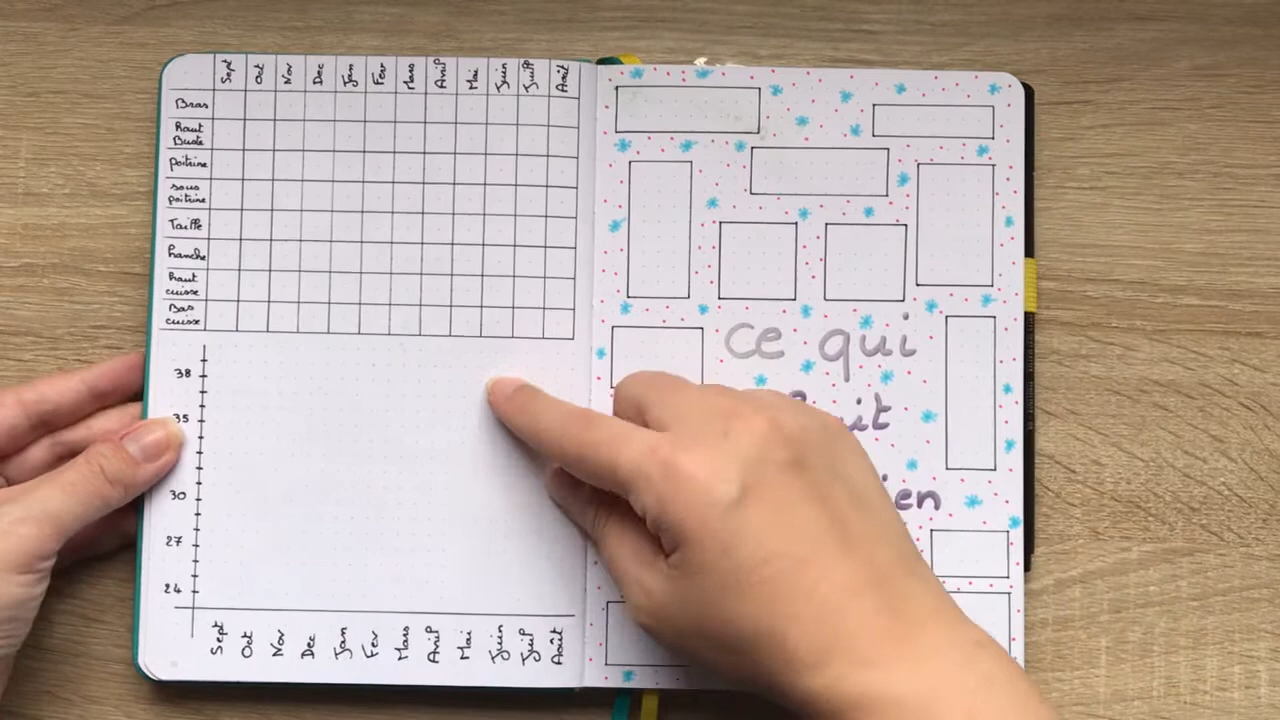 Sept Oct Nov Dec Jan Fev Mars Avril Mai Juin Juil Août
Bras
haut
Buste
poitrine
sous
poitrine
Taille
hanche
haut
cuisse
Bas
cuisse
38
35
30
27
24
Sept Oct Nov Dec Jan Fev Mars Avril Mai Juin Juil Août
ce qui